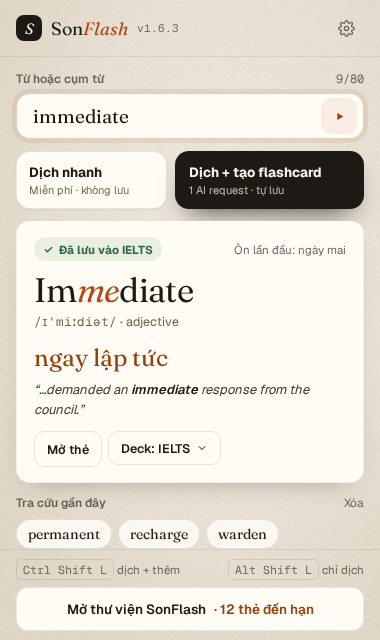 S SonFlash v1.6.3
Từ hoặc cụm từ 9/80
immediate
Dịch nhanh
Miễn phí · không lưu
Dịch + tạo flashcard
1 AI request · tự lưu
✓ Đã lưu vào IELTS Ôn lần đầu: ngày mai
Immediate
/ɪˈmiːdiət/ · adjective
ngay lập tức
“…demanded an immediate response from the
council.”
Mở thẻ Deck: IELTS
Tra cứu gần đây Xóa
permanent recharge warden
Ctrl Shift L dịch + thêm Alt Shift L chỉ dịch
Mở thư viện SonFlash · 12 thẻ đến hạn